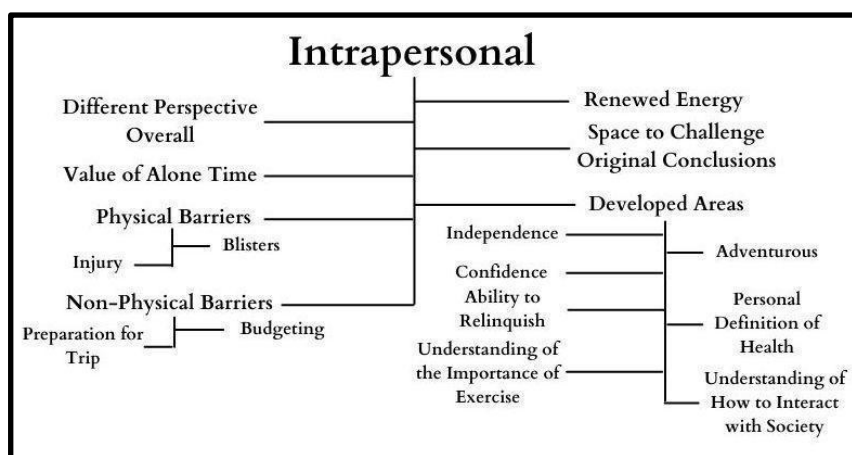 Intrapersonal
Different Perspective
Overall
Value of Alone Time
Physical Barriers
Blisters
Injury
Non-Physical Barriers
Budgeting
Preparation for
Trip
Renewed Energy
Space to Challenge
Original Conclusions
Developed Areas
Independence
Adventurous
Confidence
Ability to
Relinquish
Personal
Definition of
Health
Understanding of
the Importance of
Exercise
Understanding of
How to Interact
with Society